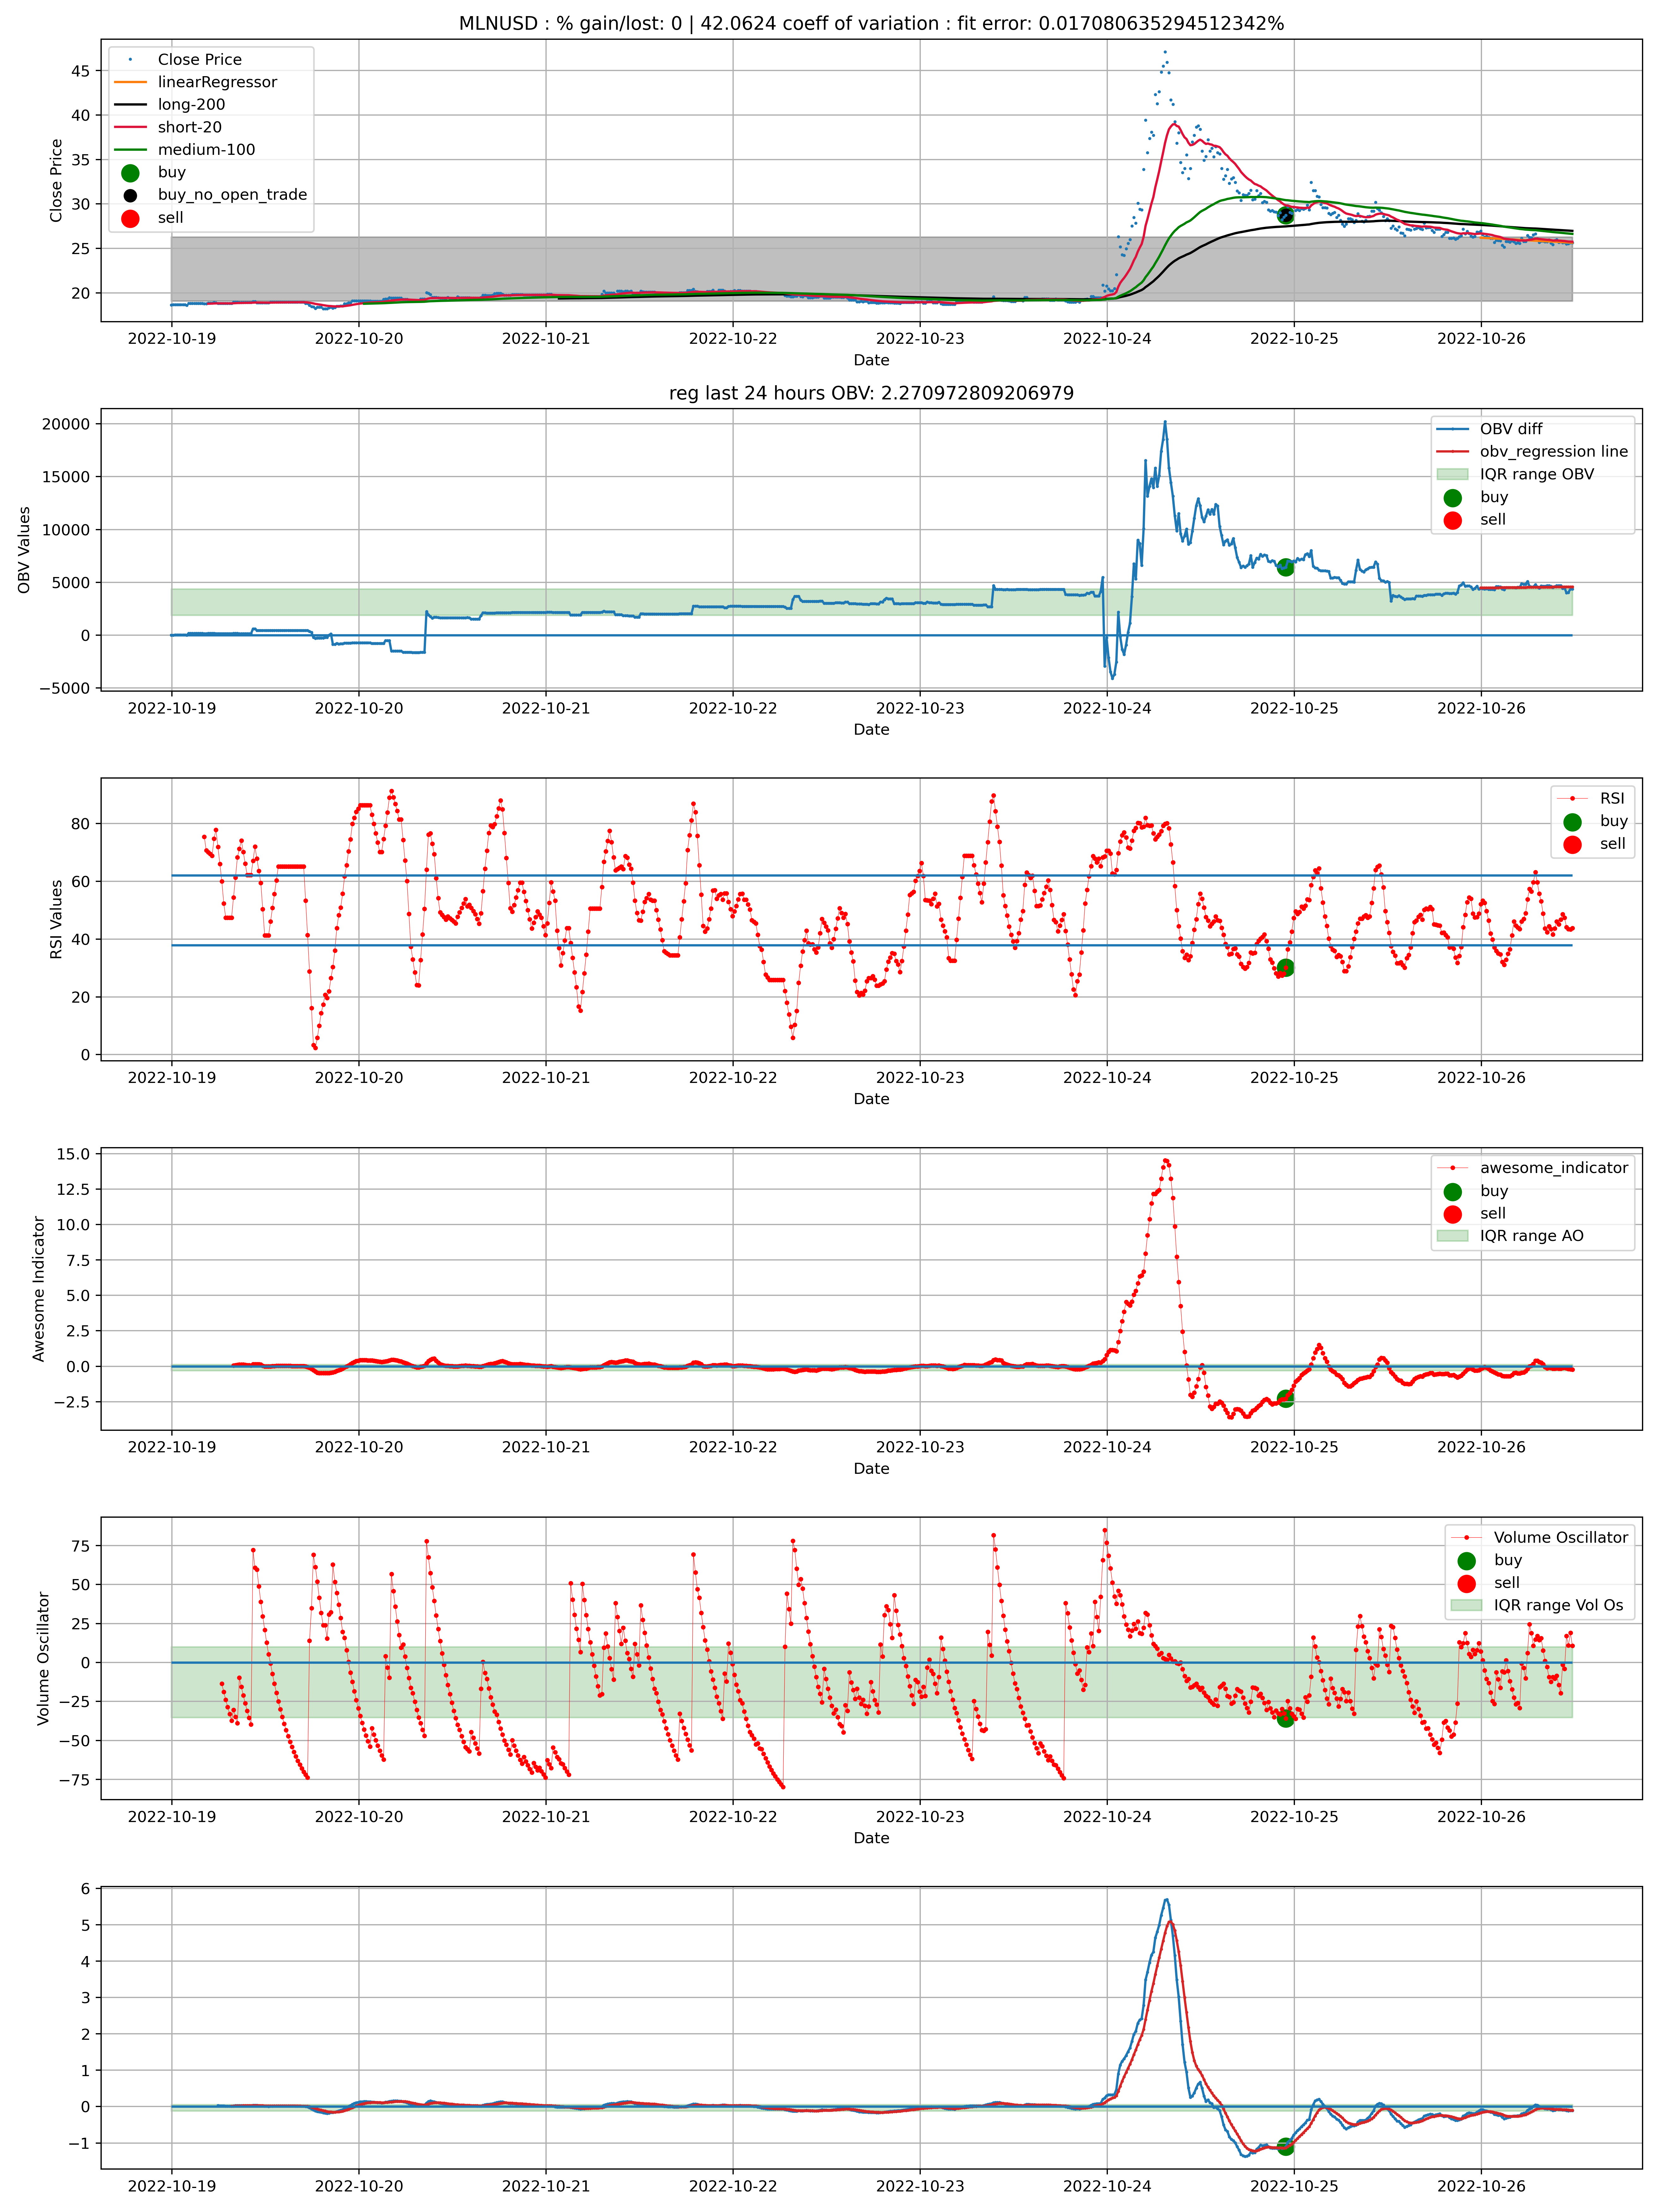 MLNUSD : % gain/lost: 0 | 42.0624 coeff of variation : fit error: 0.017080635294512342%
Close Price
linearRegressor
long-200
short-20
medium-100
buy
buy_no_open_trade
sell
45
40
35
30
25
20
Close Price
2022-10-19 2022-10-20 2022-10-21 2022-10-22 2022-10-23 2022-10-24 2022-10-25 2022-10-26
Date
reg last 24 hours OBV: 2.270972809206979
OBV diff
obv_regression line
IQR range OBV
buy
sell
20000
15000
10000
5000
0
−5000
OBV Values
2022-10-19 2022-10-20 2022-10-21 2022-10-22 2022-10-23 2022-10-24 2022-10-25 2022-10-26
Date
RSI
buy
sell
80
60
40
20
0
RSI Values
2022-10-19 2022-10-20 2022-10-21 2022-10-22 2022-10-23 2022-10-24 2022-10-25 2022-10-26
Date
awesome_indicator
buy
sell
IQR range AO
15.0
12.5
10.0
7.5
5.0
2.5
0.0
−2.5
Awesome Indicator
2022-10-19 2022-10-20 2022-10-21 2022-10-22 2022-10-23 2022-10-24 2022-10-25 2022-10-26
Date
Volume Oscillator
buy
sell
IQR range Vol Os
75
50
25
0
−25
−50
−75
Volume Oscillator
2022-10-19 2022-10-20 2022-10-21 2022-10-22 2022-10-23 2022-10-24 2022-10-25 2022-10-26
Date
6
5
4
3
2
1
0
−1
2022-10-19 2022-10-20 2022-10-21 2022-10-22 2022-10-23 2022-10-24 2022-10-25 2022-10-26